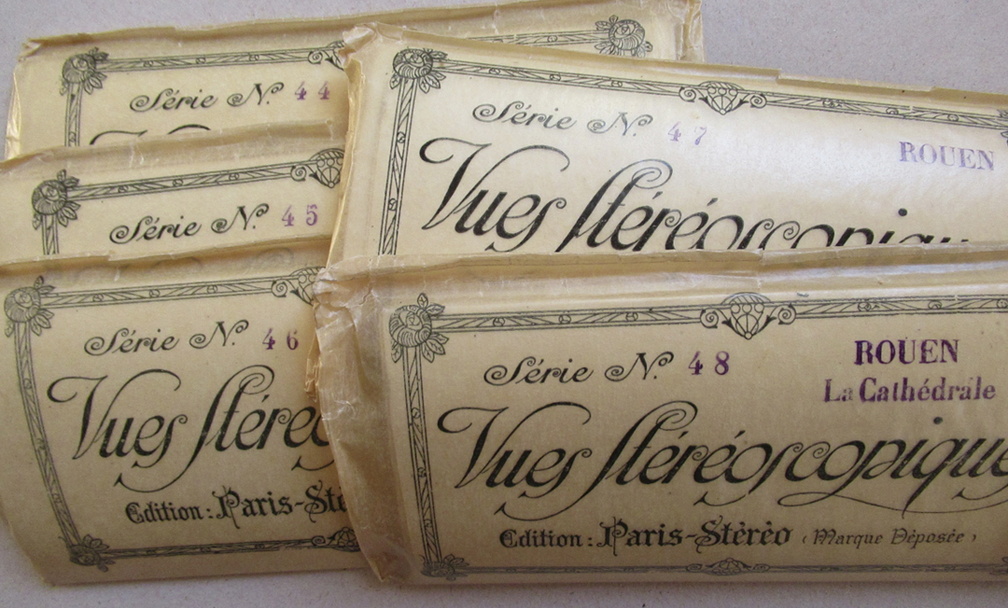 Série N° 44
Série N° 45
Série N° 46
Vues Stéréo
Edition: Paris-Sté
Série N° 47
ROUEN
Vues Stéréoscopiqu
Série N° 48
ROUEN
La Cathédrale
Vues Stéréoscopique
Edition: Paris-Stéréo (Marque Déposée)